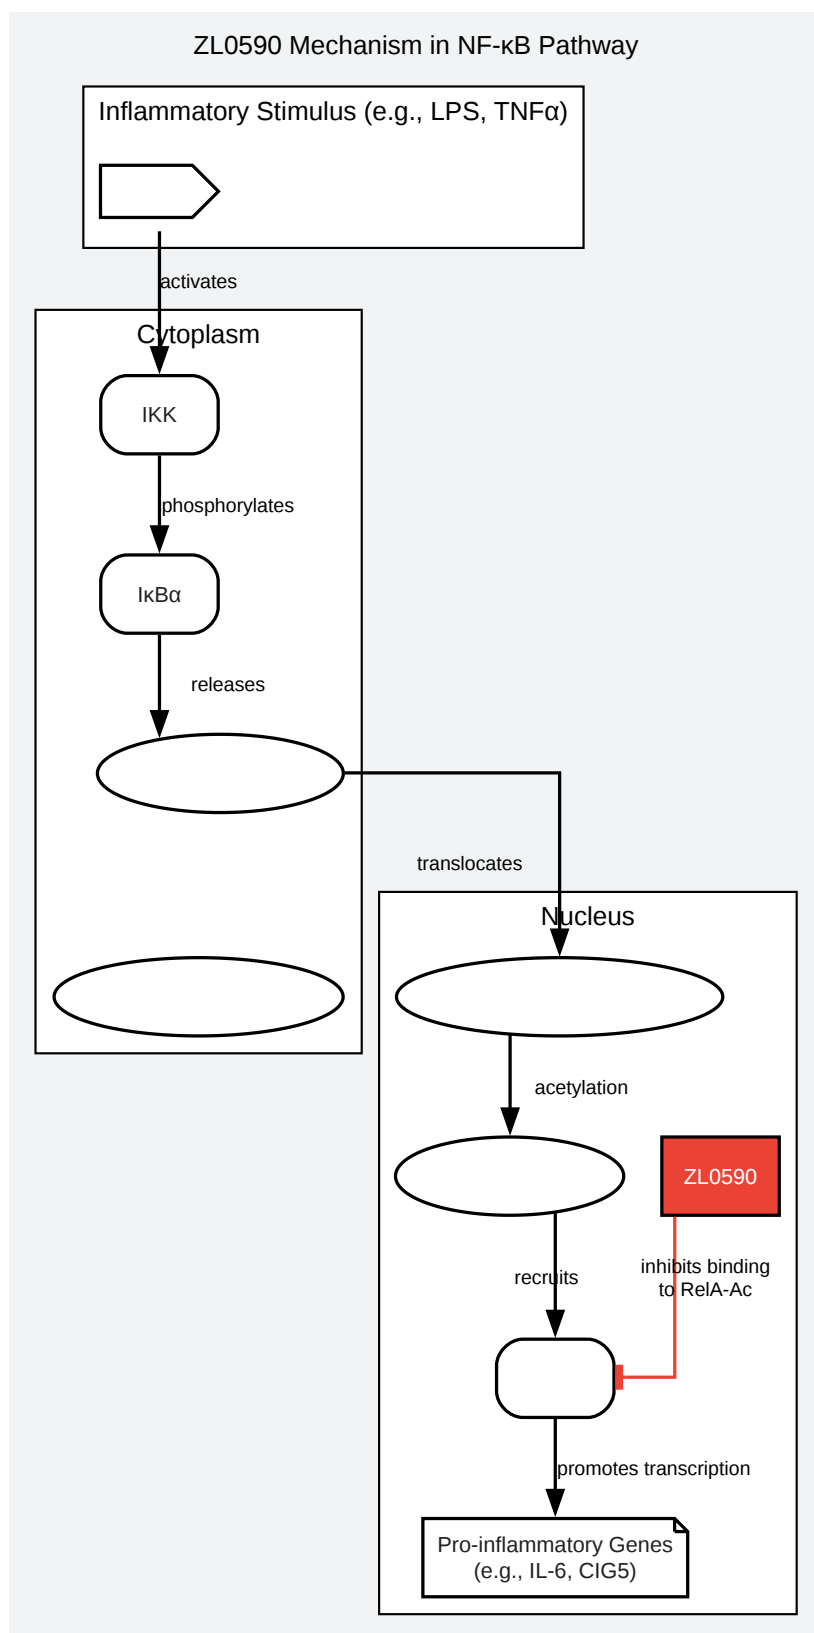 ZL0590 Mechanism in NF-κB Pathway
Inflammatory Stimulus (e.g., LPS, TNFα)
activates
Cytoplasm
IKK
phosphorylates
IκBα
releases
translocates
Nucleus
acetylation
ZL0590
inhibits binding
to RelA-Ac
recruits
promotes transcription
Pro-inflammatory Genes
(e.g., IL-6, CIG5)